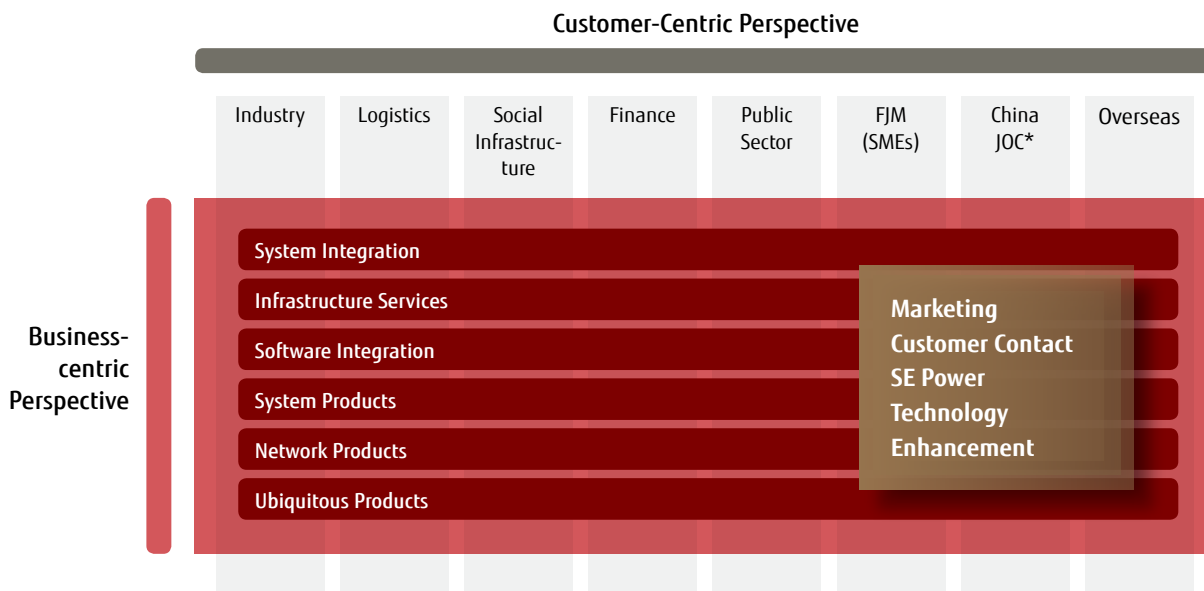 Customer-Centric Perspective
Industry
Logistics
Social
Infrastruc-
ture
Finance
Public
Sector
FJM
(SMEs)
China
JOC*
Overseas
Business-
centric
Perspective
System Integration
Infrastructure Services
Software Integration
System Products
Network Products
Ubiquitous Products
Marketing
Customer Contact
SE Power
Technology
Enhancement